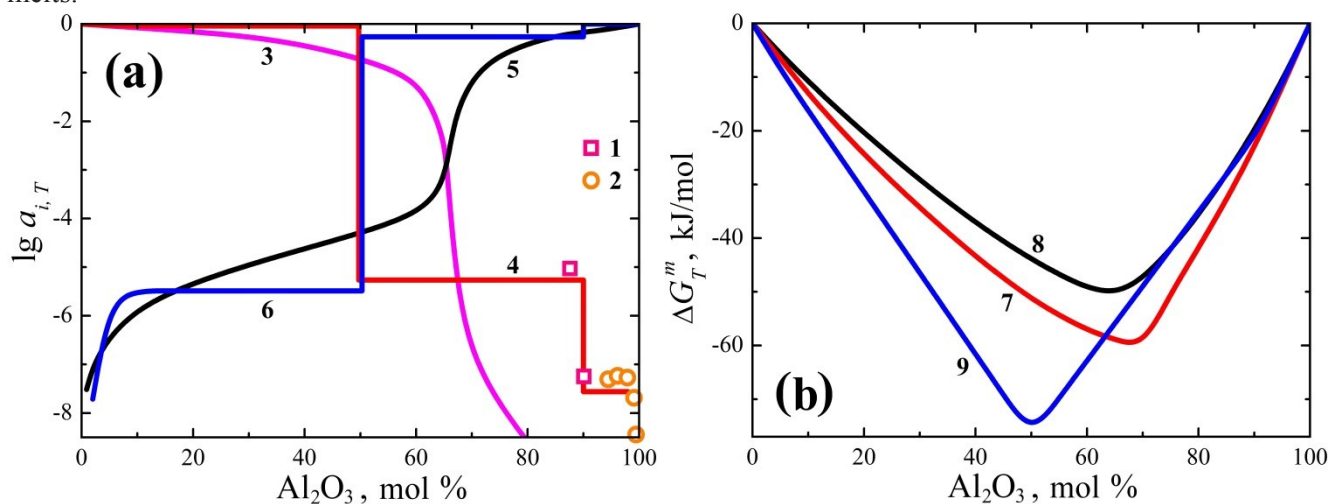 melts.
(a)
lg a_{i,T}
0
-2
-4
-6
-8
3
5
1
2
4
6
0 20 40 60 80 100
Al₂O₃ , mol %
(b)
ΔG_T^m, kJ/mol
0
-20
-40
-60
8
7
9
0 20 40 60 80 100
Al₂O₃ , mol %